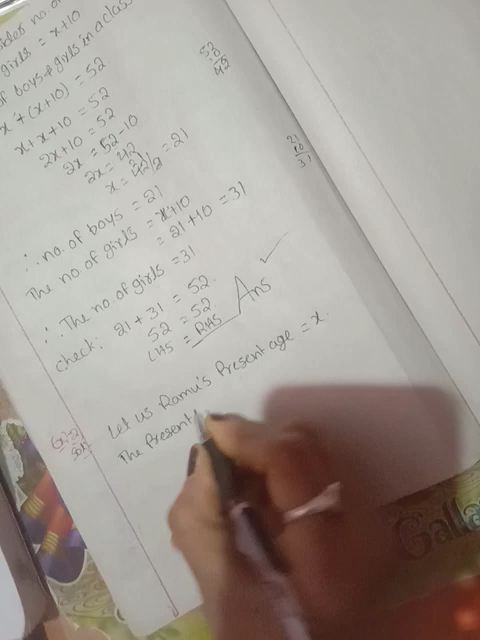 girls = x+10
of boys & girls in a class
x + (x+10) = 52
x+x+10 = 52
2x+10 = 52
2x = 52-10
2x = 42
x = 42/2 = 21
∴ no. of boys = 21
The no. of girls = x+10
= 21+10 = 31
∴ The no. of girls = 31
check: 21 + 31 = 52
52 = 52
LHS = RHS
Ans
Let us Ramu's Present age = x.
The Present
21
10
31